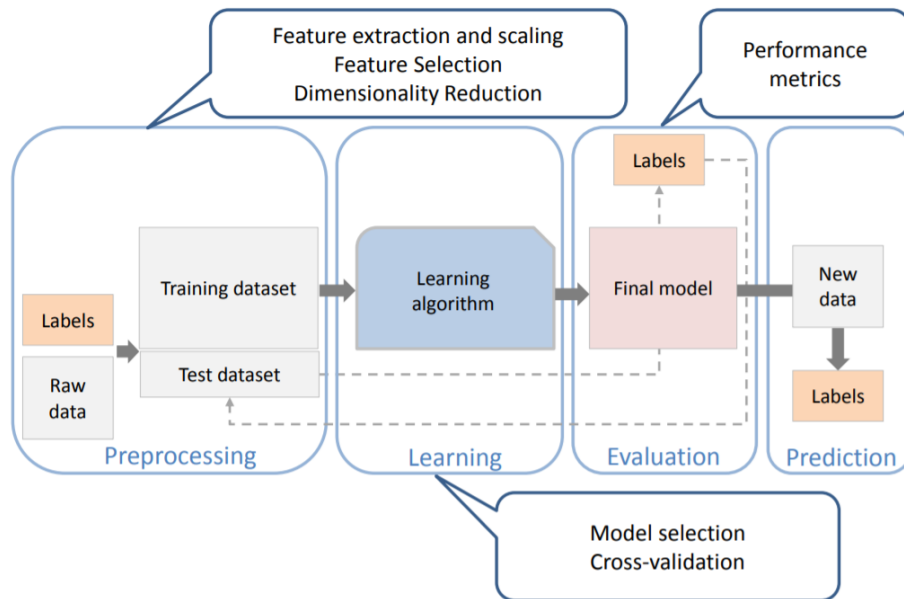 Feature extraction and scaling
Feature Selection
Dimensionality Reduction
Performance
metrics
Labels
Raw
data
Training dataset
Test dataset
Preprocessing
Learning
algorithm
Learning
Labels
Final model
Evaluation
New
data
Labels
Prediction
Model selection
Cross-validation